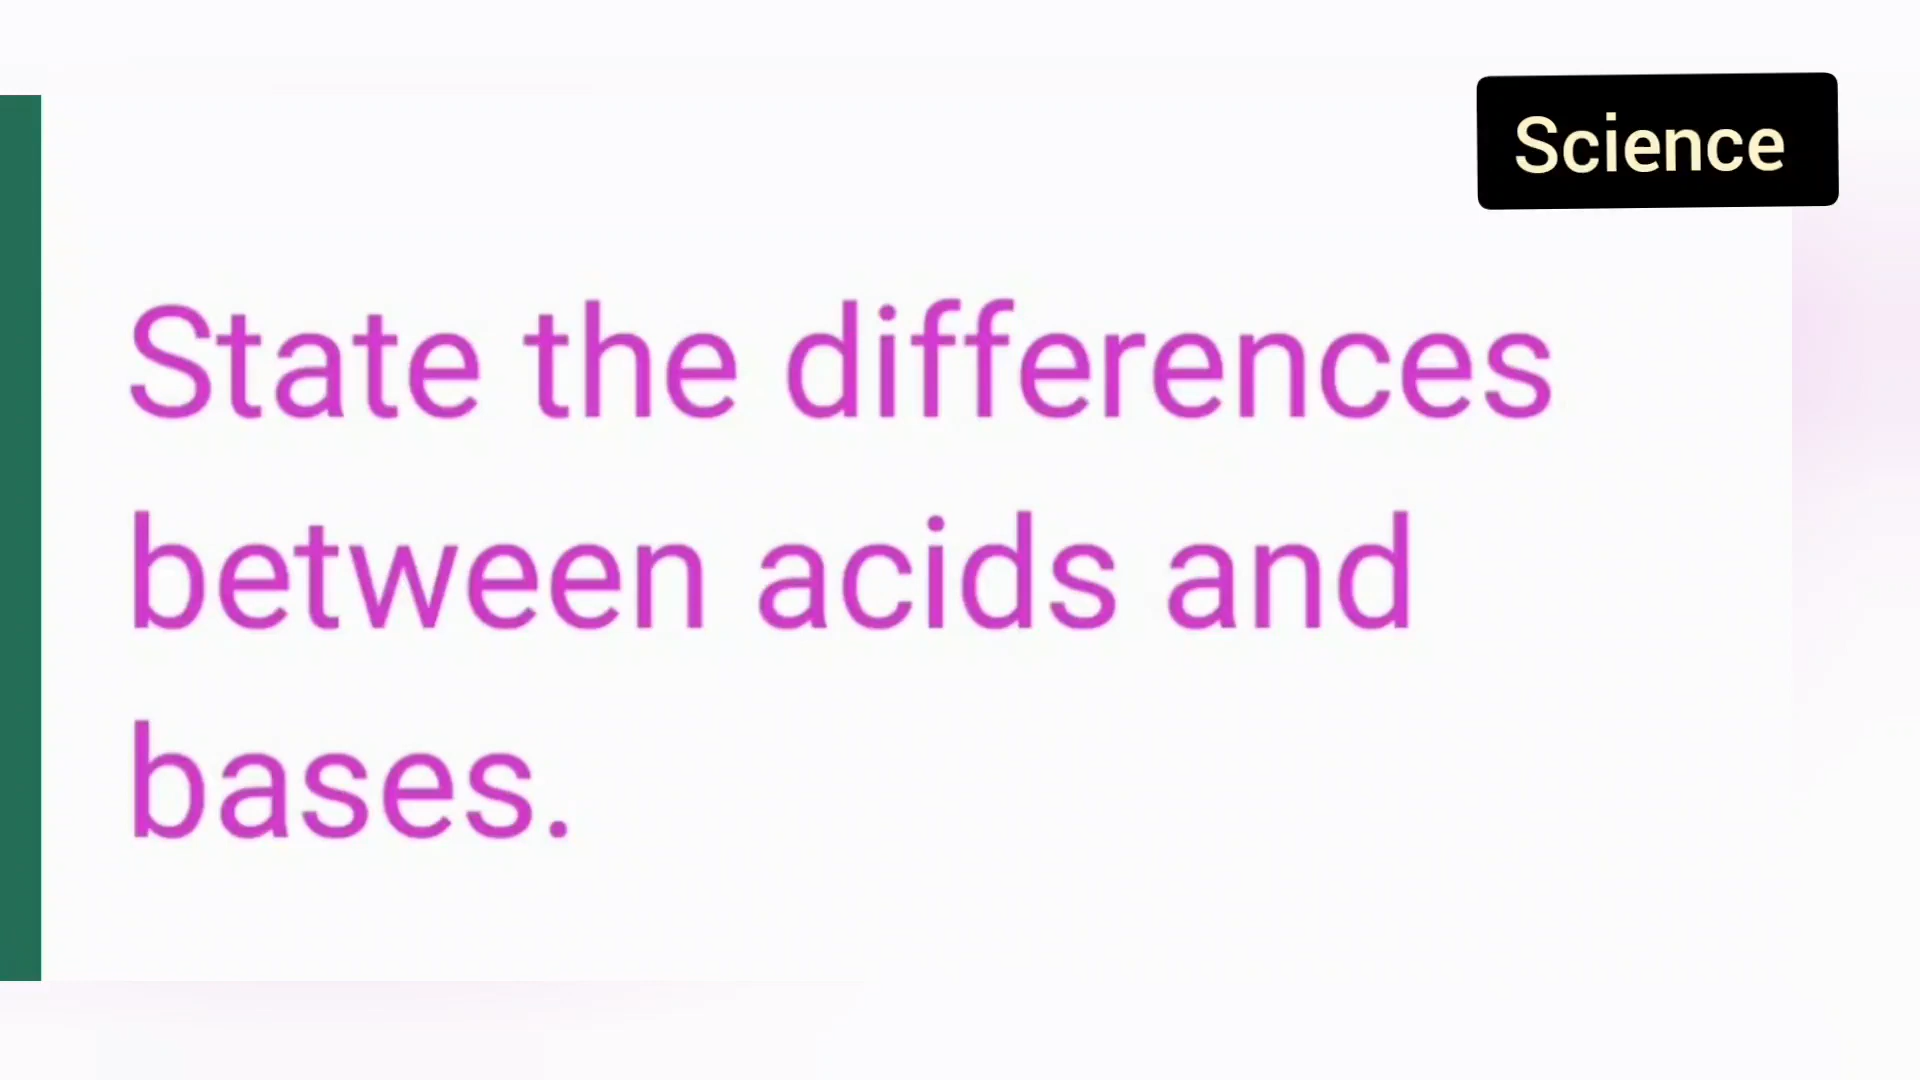 Science
State the differences
between acids and
bases.